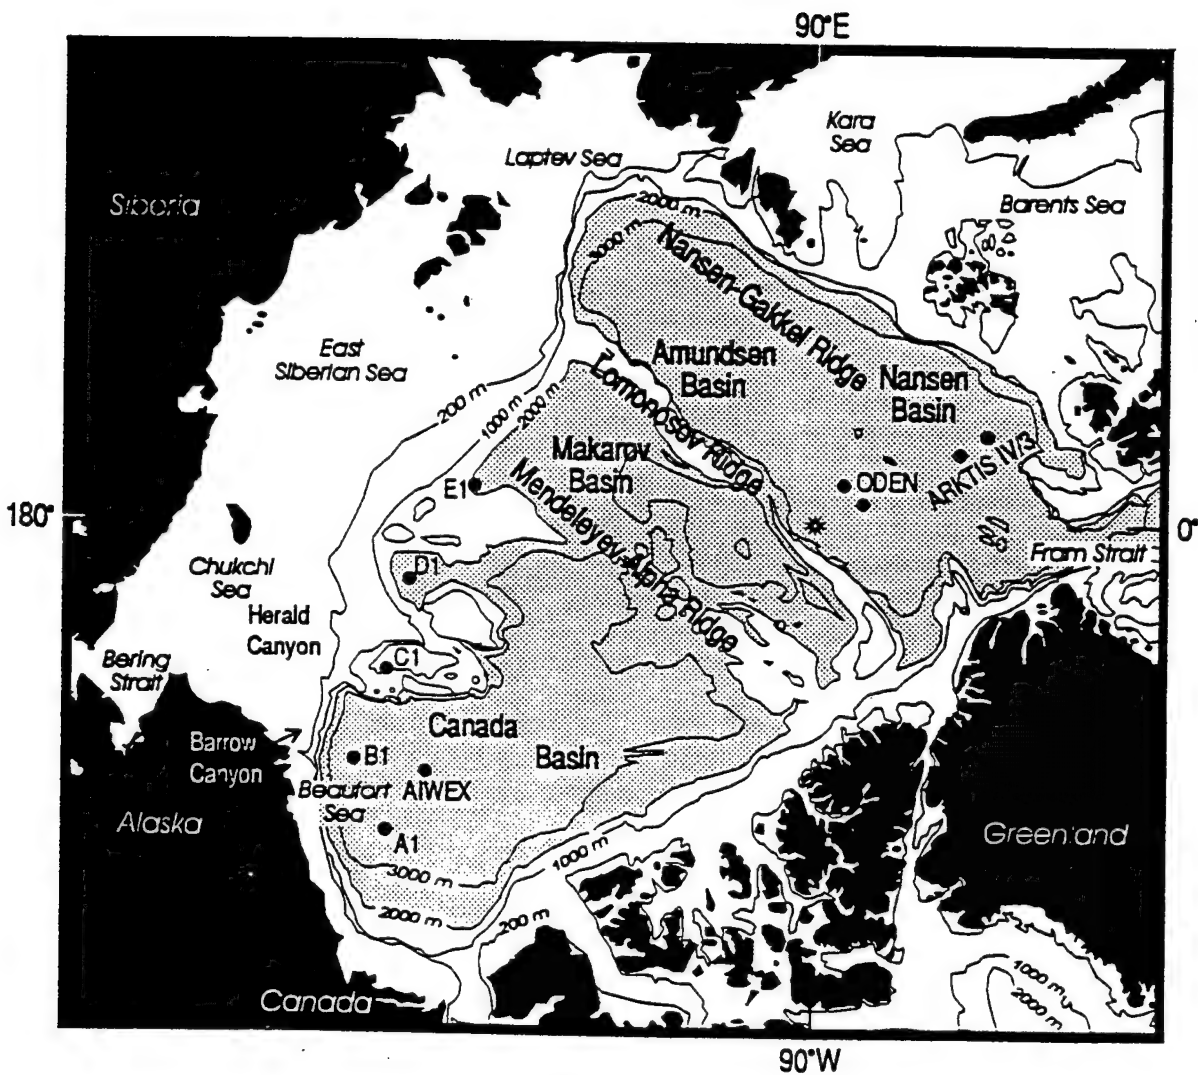 90°E
Kara
Sea
Laptev Sea
Siberia
2000 m
Barents Sea
3000 m
Nansen-Gakkel Ridge
East
Siberian Sea
Amundsen
Basin
Nansen
Basin
200 m
1000 m
2000 m
Lomonosev Ridge
Makarov
Basin
ARKTIS IV/3
E1
ODEN
Mendeleyev-Alpha Ridge
180°
0°
Fram Strait
D1
Chukchi
Sea
Herald
Canyon
Bering
Strait
C1
Canada
Basin
Barrow
Canyon
B1
Beaufort
Sea
AIWEX
Alaska
A1
Greenland
1000 m
3000 m
2000 m
200 m
1000 m
2000 m
Canada
90°W